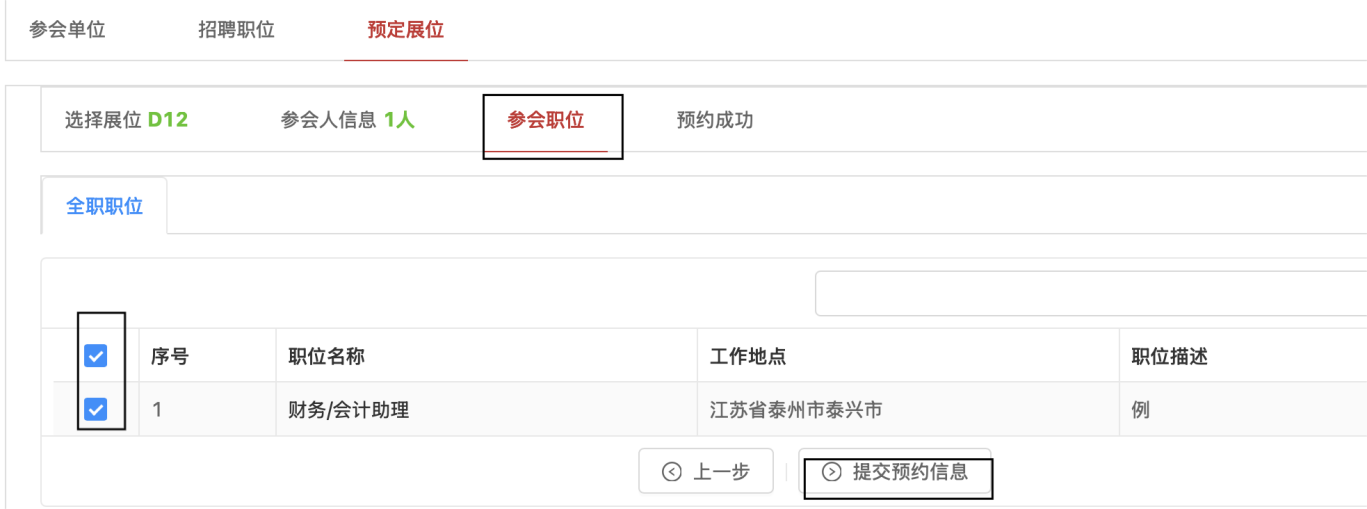 参会单位 招聘职位 预定展位
选择展位 D12 参会人信息 1人 参会职位 预约成功
全职职位
序号 职位名称 工作地点 职位描述
1 财务/会计助理 江苏省泰州市泰兴市 例
上一步 提交预约信息